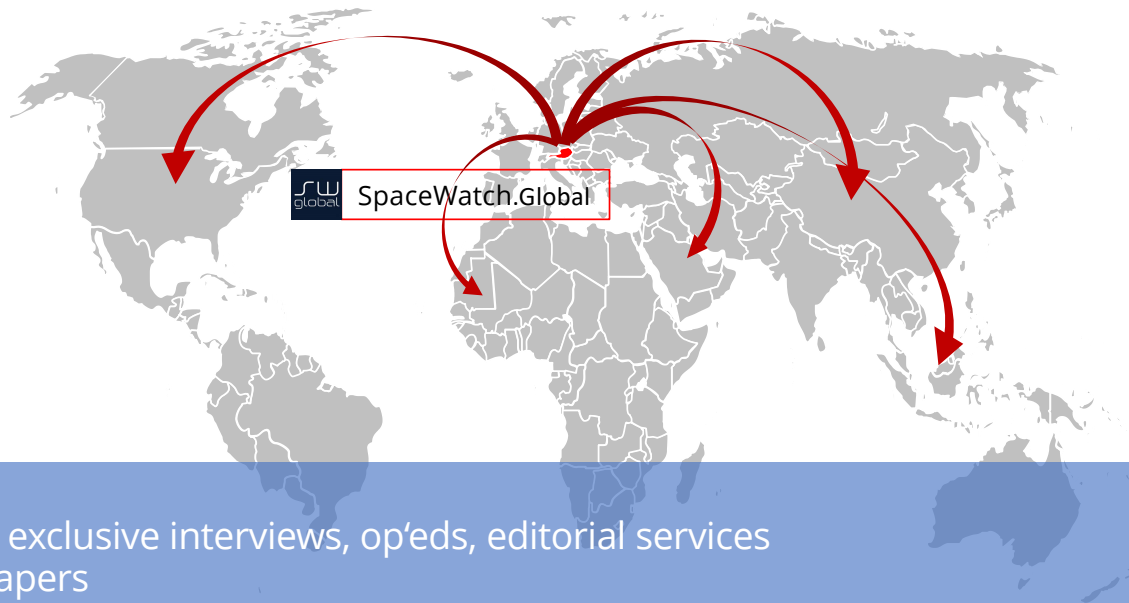 sw
global
SpaceWatch.Global
exclusive interviews, op‘eds, editorial services
apers